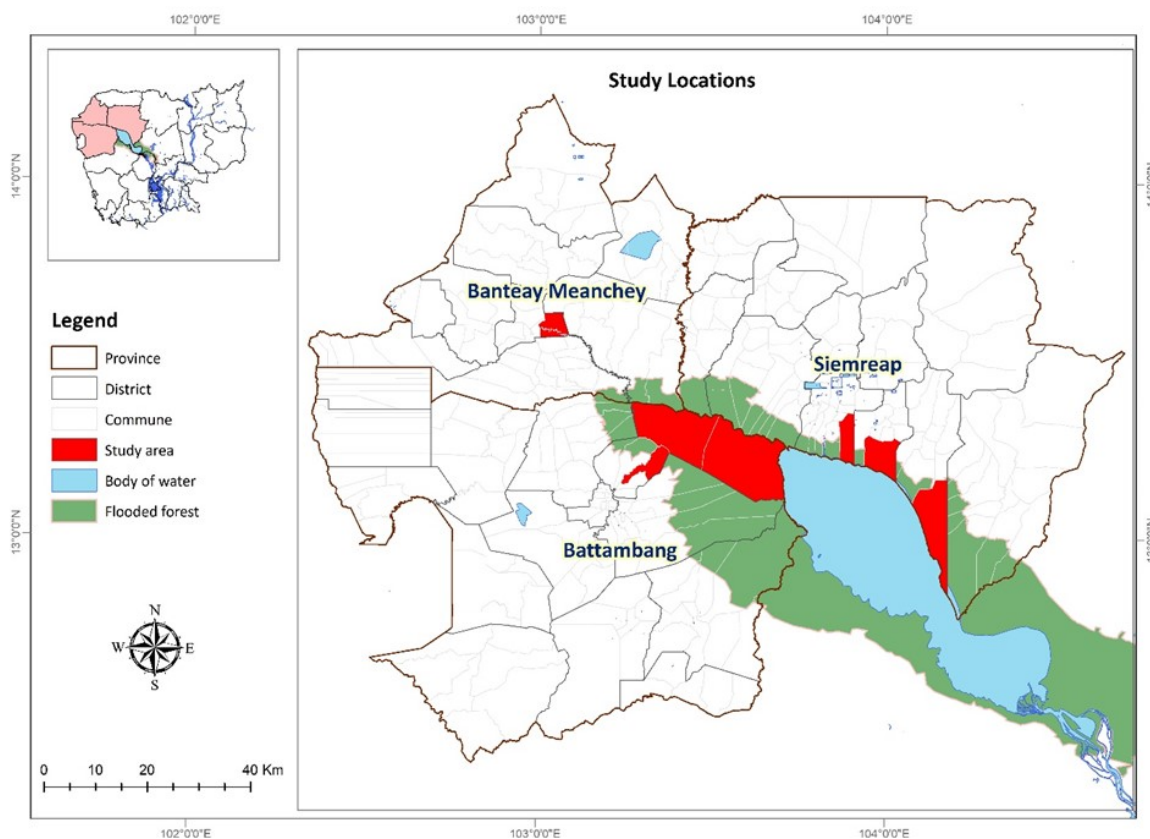 102°0'0"E 103°0'0"E 104°0'0"E
Study Locations
14°0'0"N
Banteay Meanchey
Legend
Province
District
Commune
Study area
Body of water
Flooded forest
Siemreap
13°0'0"N
Battambang
N
W E
S
0 10 20 40 Km
102°0'0"E 103°0'0"E 104°0'0"E